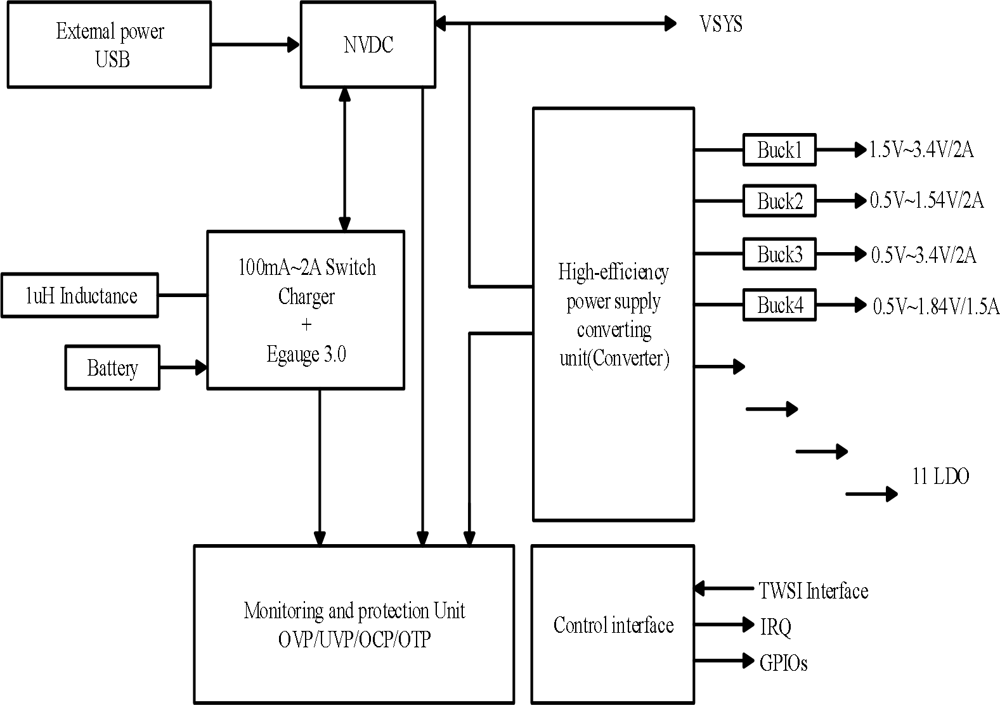 External power
USB
NVDC
VSYS
Buck1
1.5V~3.4V/2A
Buck2
0.5V~1.54V/2A
Buck3
0.5V~3.4V/2A
Buck4
0.5V~1.84V/1.5A
100mA~2A Switch
Charger
+
Egauge 3.0
1uH Inductance
Battery
High-efficiency
power supply
converting
unit(Converter)
11 LDO
Monitoring and protection Unit
OVP/UVP/OCP/OTP
Control interface
TWSI Interface
IRQ
GPIOs